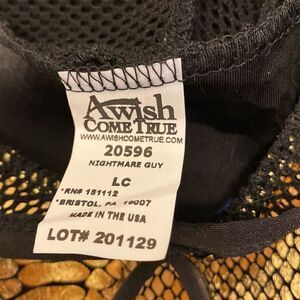 A Wish
COME TRUE
WWW.AWISHCOMETRUE.COM
20596
NIGHTMARE GUY
LC
RN# 151112
BRISTOL, PA 19007
MADE IN THE USA
LOT# 201129